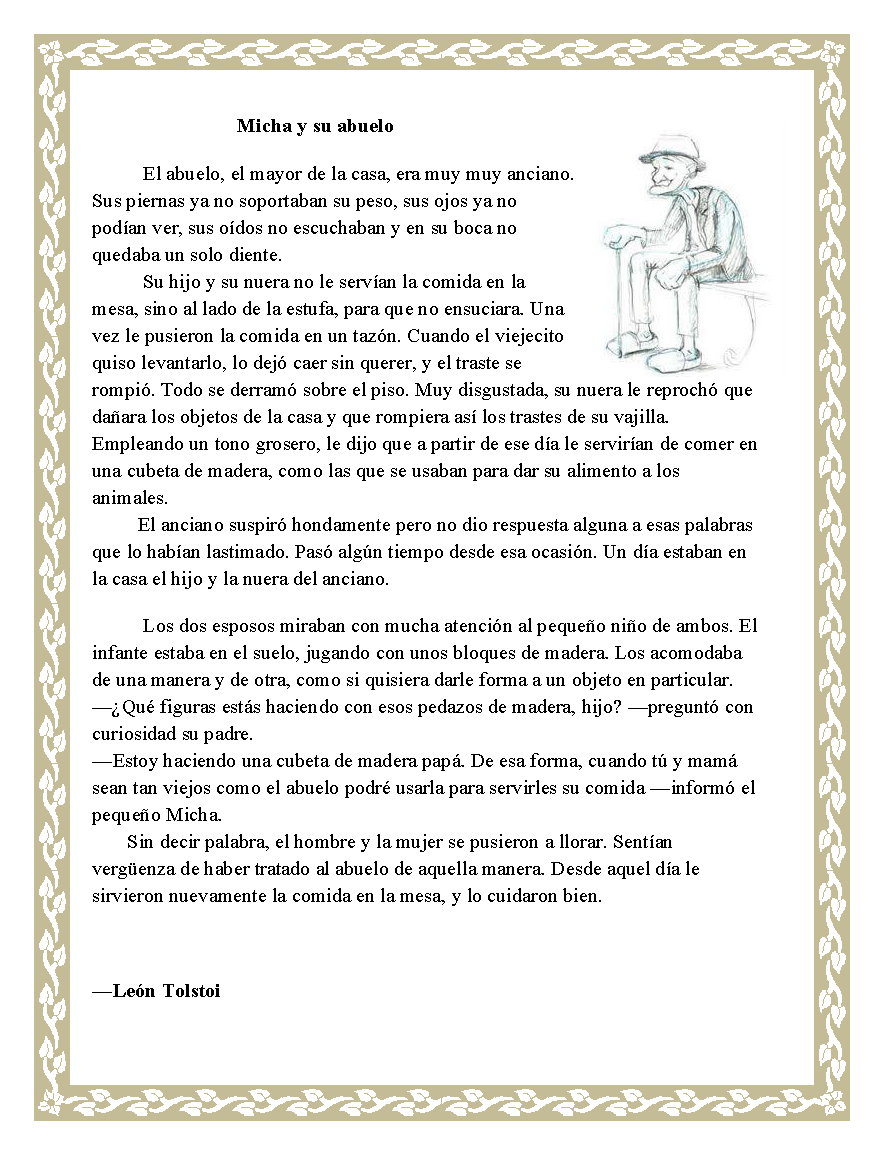 Micha y su abuelo
El abuelo, el mayor de la casa, era muy muy anciano.
Sus piernas ya no soportaban su peso, sus ojos ya no
podían ver, sus oídos no escuchaban y en su boca no
quedaba un solo diente.
Su hijo y su nuera no le servían la comida en la
mesa, sino al lado de la estufa, para que no ensuciara. Una
vez le pusieron la comida en un tazón. Cuando el viejecito
quiso levantarlo, lo dejó caer sin querer, y el traste se
rompió. Todo se derramó sobre el piso. Muy disgustada, su nuera le reprochó que
dañara los objetos de la casa y que rompiera así los trastes de su vajilla.
Empleando un tono grosero, le dijo que a partir de ese día le servirían de comer en
una cubeta de madera, como las que se usaban para dar su alimento a los
animales.
El anciano suspiró hondamente pero no dio respuesta alguna a esas palabras
que lo habían lastimado. Pasó algún tiempo desde esa ocasión. Un día estaban en
la casa el hijo y la nuera del anciano.
Los dos esposos miraban con mucha atención al pequeño niño de ambos. El
infante estaba en el suelo, jugando con unos bloques de madera. Los acomodaba
de una manera y de otra, como si quisiera darle forma a un objeto en particular.
—¿Qué figuras estás haciendo con esos pedazos de madera, hijo? —preguntó con
curiosidad su padre.
—Estoy haciendo una cubeta de madera papá. De esa forma, cuando tú y mamá
sean tan viejos como el abuelo podré usarla para servirles su comida —informó el
pequeño Micha.
Sin decir palabra, el hombre y la mujer se pusieron a llorar. Sentían
vergüenza de haber tratado al abuelo de aquella manera. Desde aquel día le
sirvieron nuevamente la comida en la mesa, y lo cuidaron bien.
—León Tolstoi